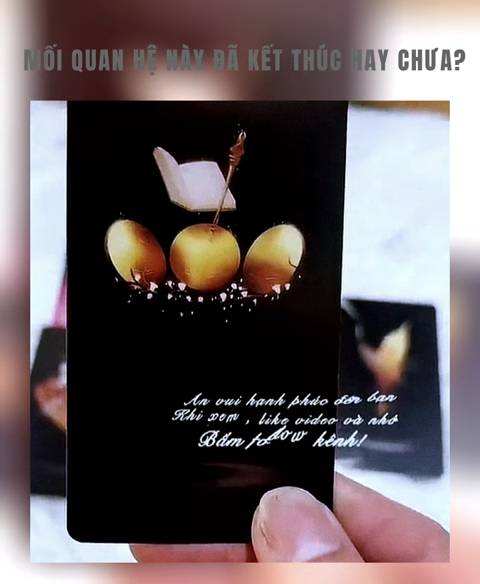 MỐI QUAN HỆ NÀY ĐÃ KẾT THÚC HAY CHƯA?
An vui hạnh phúc đến bạn
Khi xem, like video và nhớ
Bấm kênh!